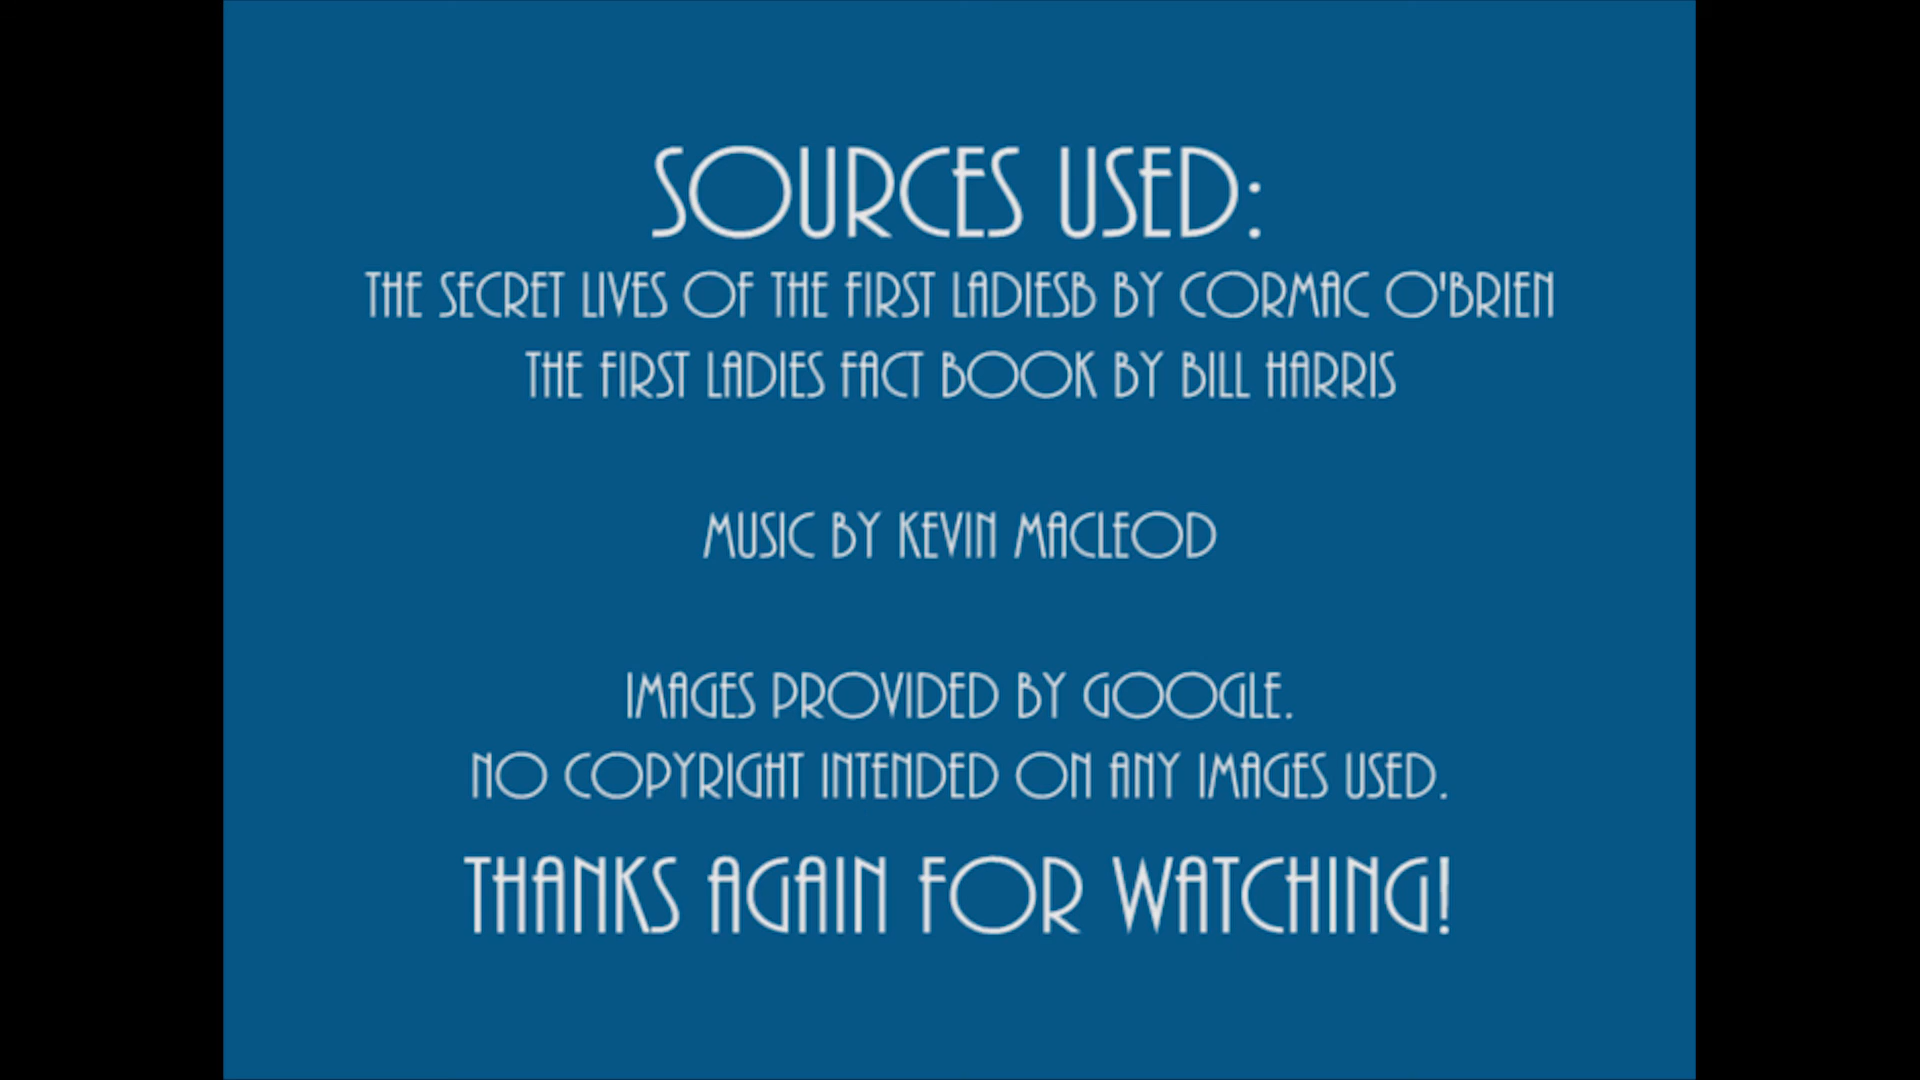 SOURCES USED:
THE SECRET LIVES OF THE FIRST LADIESB BY CORMAC O'BRIEN
THE FIRST LADIES FACT BOOK BY BILL HARRIS
MUSIC BY KEVIN MACLEOD
IMAGES PROVIDED BY GOOGLE.
NO COPYRIGHT INTENDED ON ANY IMAGES USED.
THANKS AGAIN FOR WATCHING!